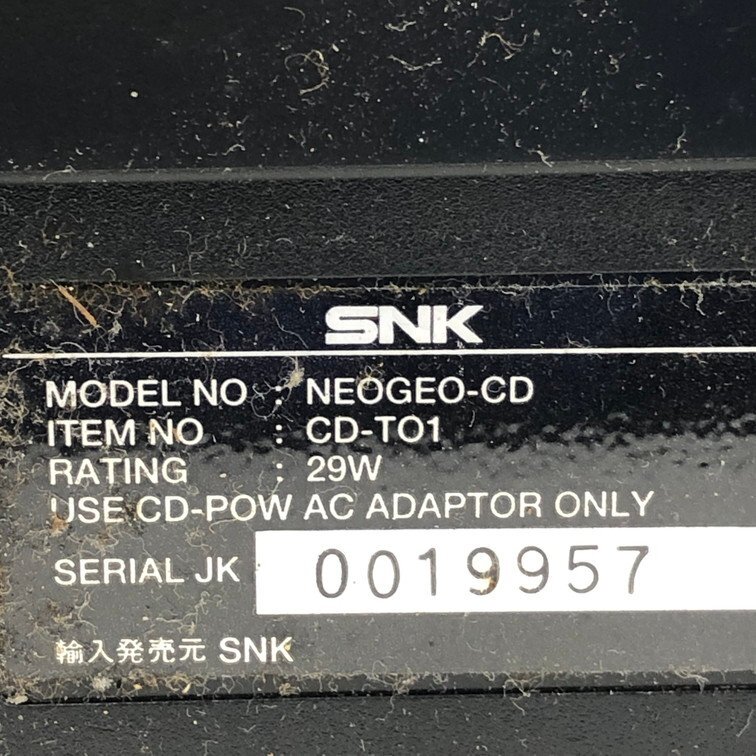 SNK
MODEL NO : NEOGEO-CD
ITEM NO : CD-TO1
RATING : 29W
USE CD-POW AC ADAPTOR ONLY
SERIAL JK 0019957
輸入発売元 SNK